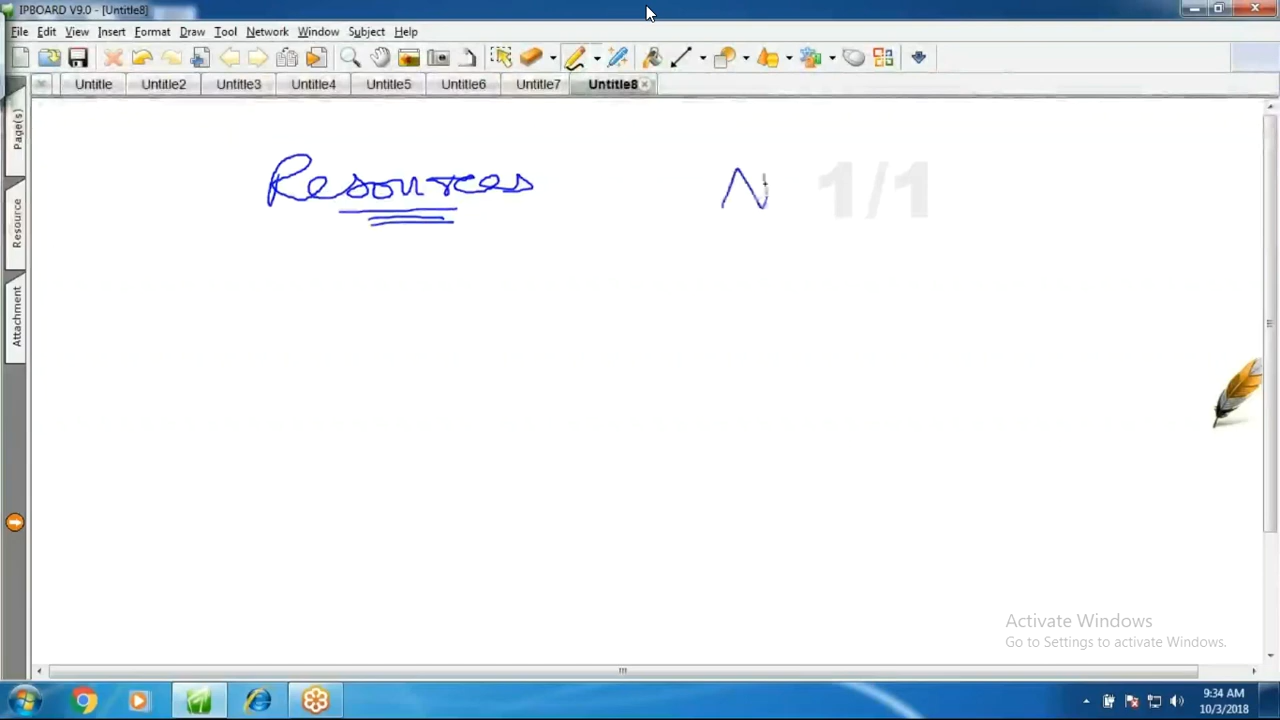 IPBOARD V9.0 - [Untitle8]
File Edit View Insert Format Draw Tool Network Window Subject Help
Untitle Untitle2 Untitle3 Untitle4 Untitle5 Untitle6 Untitle7 Untitle8
Page(s)
Resource
Attachment
Resources N 1/1
Activate Windows
Go to Settings to activate Windows.
9:34 AM
10/3/2018